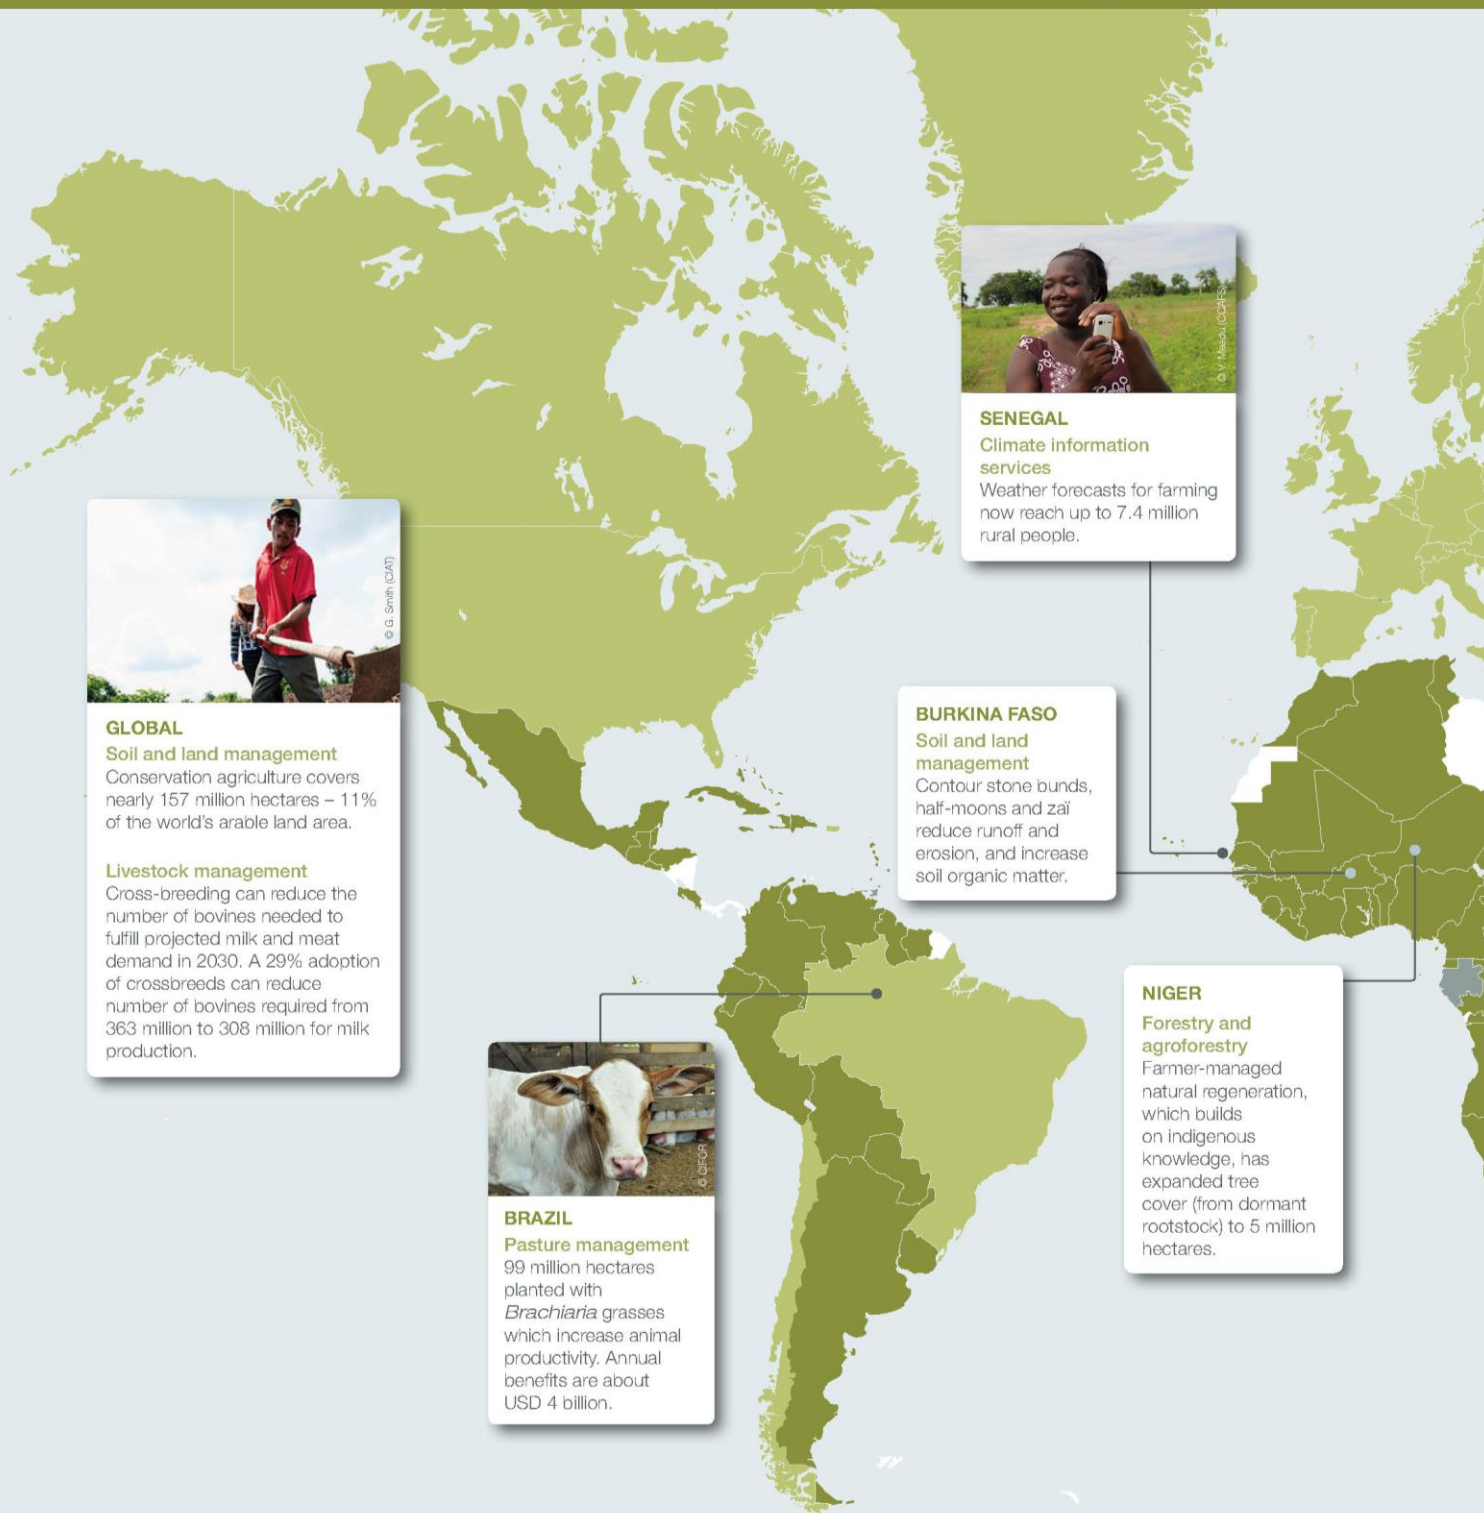 © V. Meadu (CCAFS)
SENEGAL
Climate information
services
Weather forecasts for farming
now reach up to 7.4 million
rural people.
© G. Smith (CIAT)
GLOBAL
Soil and land management
Conservation agriculture covers
nearly 157 million hectares – 11%
of the world's arable land area.
Livestock management
Cross-breeding can reduce the
number of bovines needed to
fulfill projected milk and meat
demand in 2030. A 29% adoption
of crossbreeds can reduce
number of bovines required from
363 million to 308 million for milk
production.
BURKINA FASO
Soil and land
management
Contour stone bunds,
half-moons and zaï
reduce runoff and
erosion, and increase
soil organic matter.
NIGER
Forestry and
agroforestry
Farmer-managed
natural regeneration,
which builds
on indigenous
knowledge, has
expanded tree
cover (from dormant
rootstock) to 5 million
hectares.
© CIFOR
BRAZIL
Pasture management
99 million hectares
planted with
Brachiaria grasses
which increase animal
productivity. Annual
benefits are about
USD 4 billion.